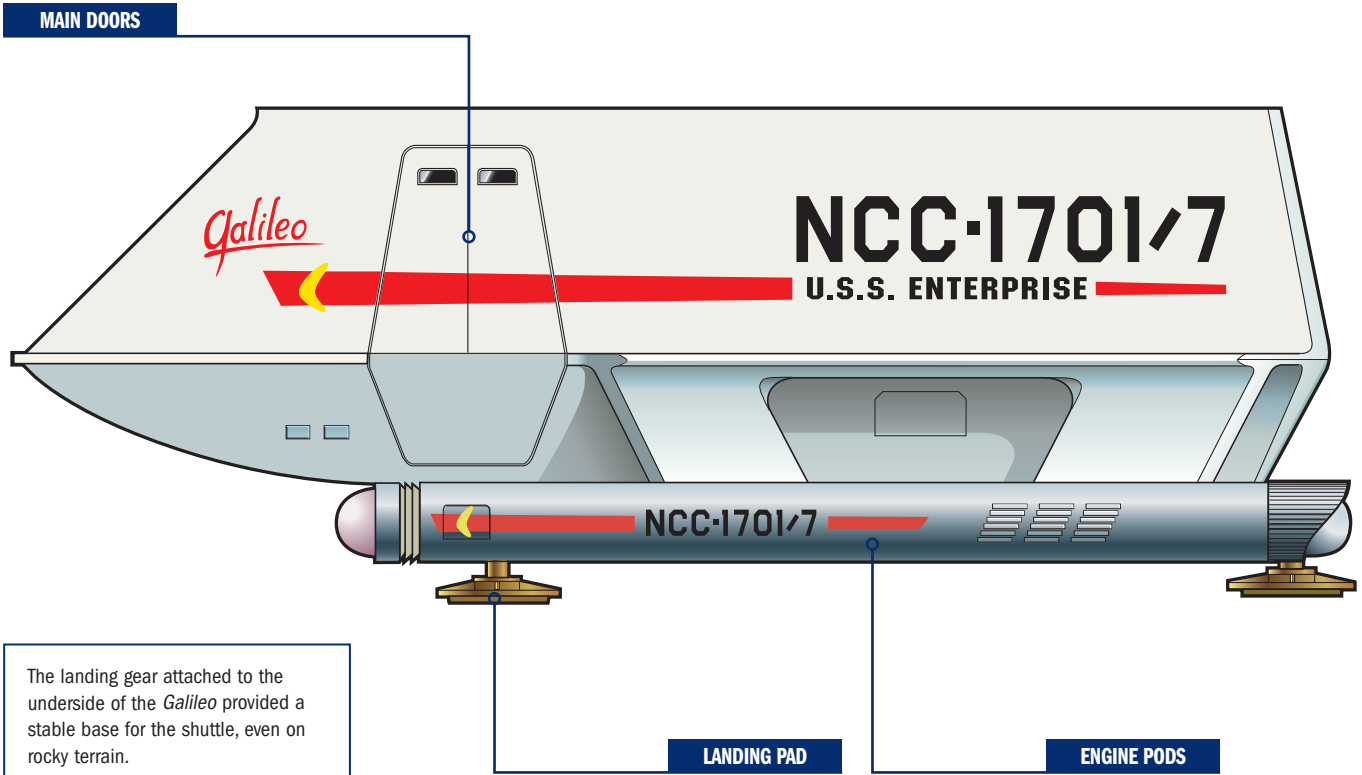 MAIN DOORS
Galileo
NCC-1701/7
U.S.S. ENTERPRISE
NCC-1701/7
The landing gear attached to the
underside of the Galileo provided a
stable base for the shuttle, even on
rocky terrain.
LANDING PAD
ENGINE PODS